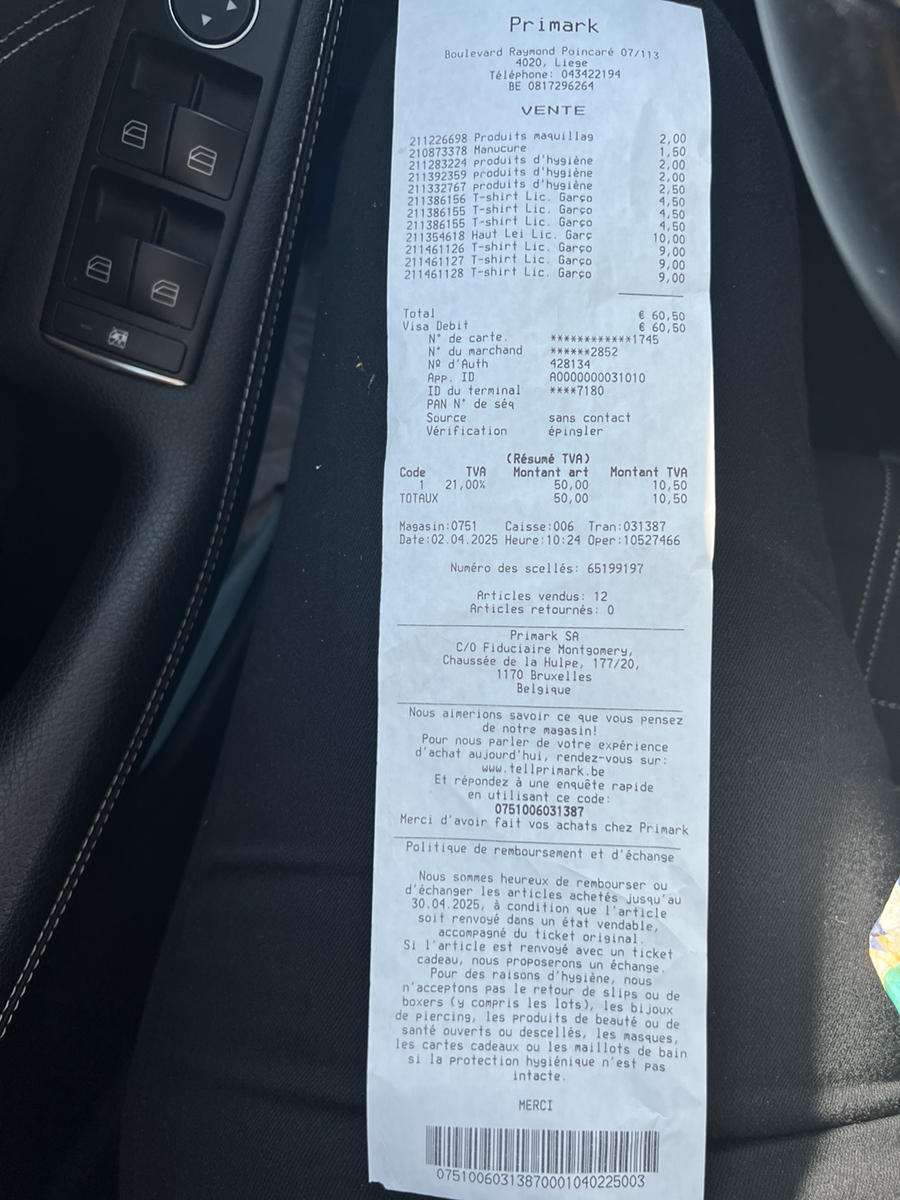 Primark
Boulevard Raymond Poincaré 07/113
4020, Liege
Téléphone: 043422194
BE 0817296264
VENTE
211226698 Produits maquillag 2,00
210873378 Manucure 1,50
211283224 produits d'hygiène 2,00
211392359 produits d'hygiène 2,00
211332767 produits d'hygiène 2,50
211386156 T-shirt Lic. Garço 4,50
211386155 T-shirt Lic. Garço 4,50
211386155 T-shirt Lic. Garço 4,50
211354618 Haut Lei Lic. Garç 10,00
211461126 T-shirt Lic. Garço 9,00
211461127 T-shirt Lic. Garço 9,00
211461128 T-shirt Lic. Garço 9,00
Total € 60,50
Visa Debit € 60,50
N° de carte. ************1745
N° du marchand ******2852
Nº d'Auth 428134
App. ID A0000000031010
ID du terminal ****7180
PAN N° de séq
Source sans contact
Vérification épingler
(Résumé TVA)
Code TVA Montant art Montant TVA
1 21,00% 50,00 10,50
TOTAUX 50,00 10,50
Magasin:0751 Caisse:006 Tran:031387
Date:02.04.2025 Heure:10:24 Oper:10527466
Numéro des scellés: 65199197
Articles vendus: 12
Articles retournés: 0
Primark SA
C/O Fiduciaire Montgomery,
Chaussée de la Hulpe, 177/20,
1170 Bruxelles
Belgique
Nous aimerions savoir ce que vous pensez
de notre magasin!
Pour nous parler de votre expérience
d'achat aujourd'hui, rendez-vous sur:
www.tellprimark.be
Et répondez à une enquête rapide
en utilisant ce code:
0751006031387
Merci d'avoir fait vos achats chez Primark
Politique de remboursement et d'échange
Nous sommes heureux de rembourser ou
d'échanger les articles achetés jusqu'au
30.04.2025, à condition que l'article
soit renvoyé dans un état vendable,
accompagné du ticket original.
Si l'article est renvoyé avec un ticket
cadeau, nous proposerons un échange.
Pour des raisons d'hygiène, nous
n'acceptons pas le retour de slips ou de
boxers (y compris les lots), les bijoux
de piercing, les produits de beauté ou de
santé ouverts ou descellés, les masques,
les cartes cadeaux ou les maillots de bain
si la protection hygiénique n'est pas
intacte.
MERCI
07510060313870001040225003